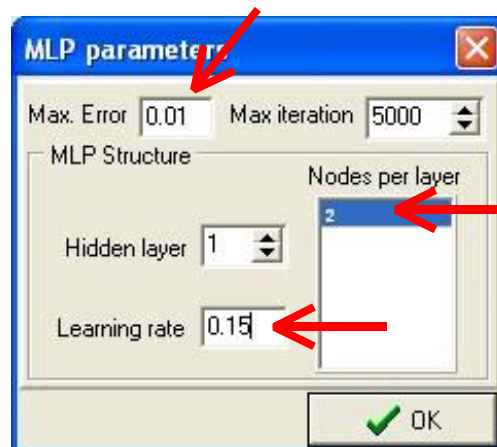 MLP parameters
Max. Error 0.01 Max iteration 5000
MLP Structure
Nodes per layer
2
Hidden layer 1
Learning rate 0.15
OK